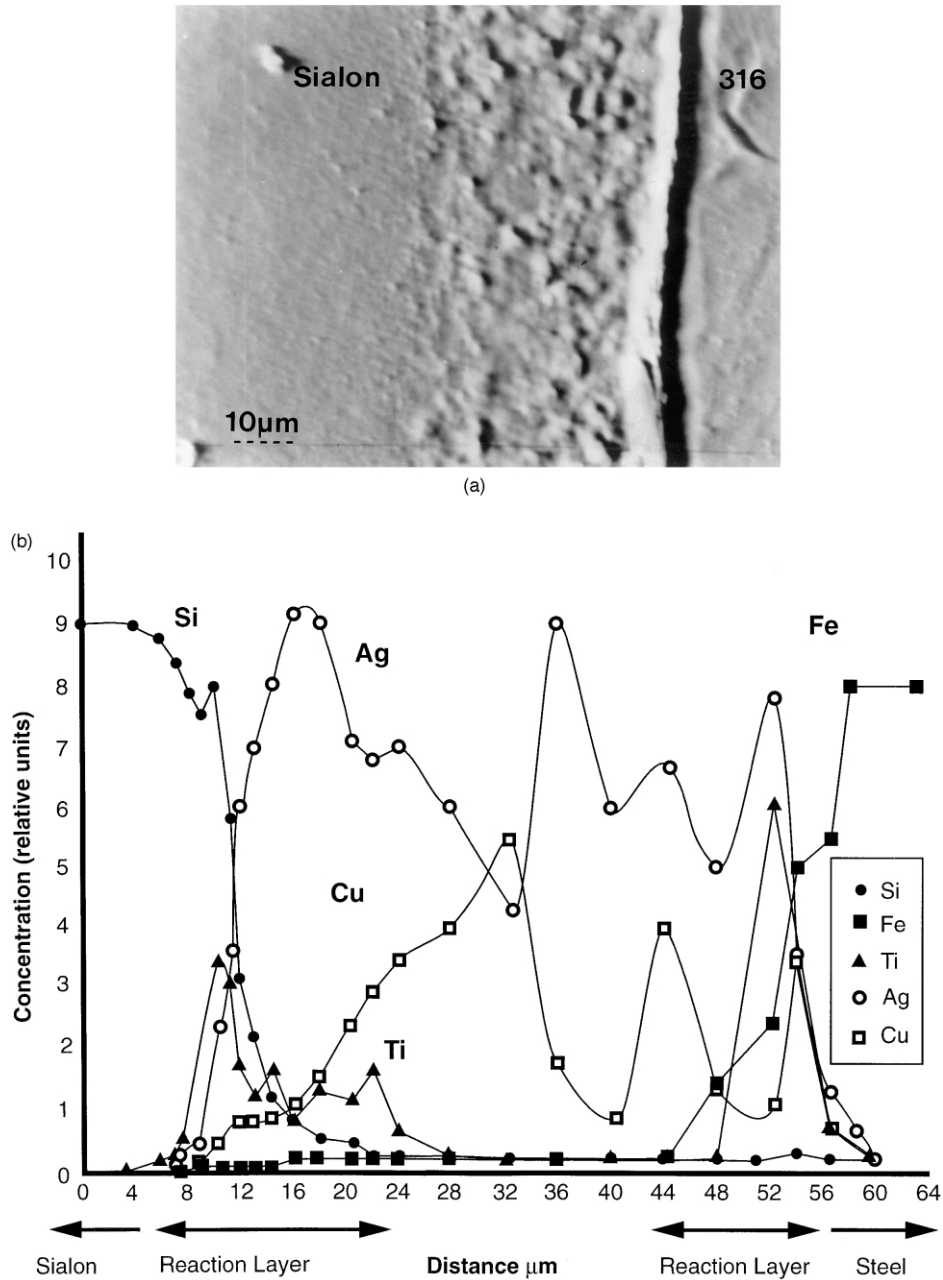 Sialon
316
10µm
(a)
(b)
Concentration (relative units)
10
9
8
7
6
5
4
3
2
1
0
Si
Ag
Fe
Cu
Ti
Si
Fe
Ti
Ag
Cu
0 4 8 12 16 20 24 28 32 36 40 44 48 52 56 60 64
Sialon Reaction Layer Distance µm Reaction Layer Steel